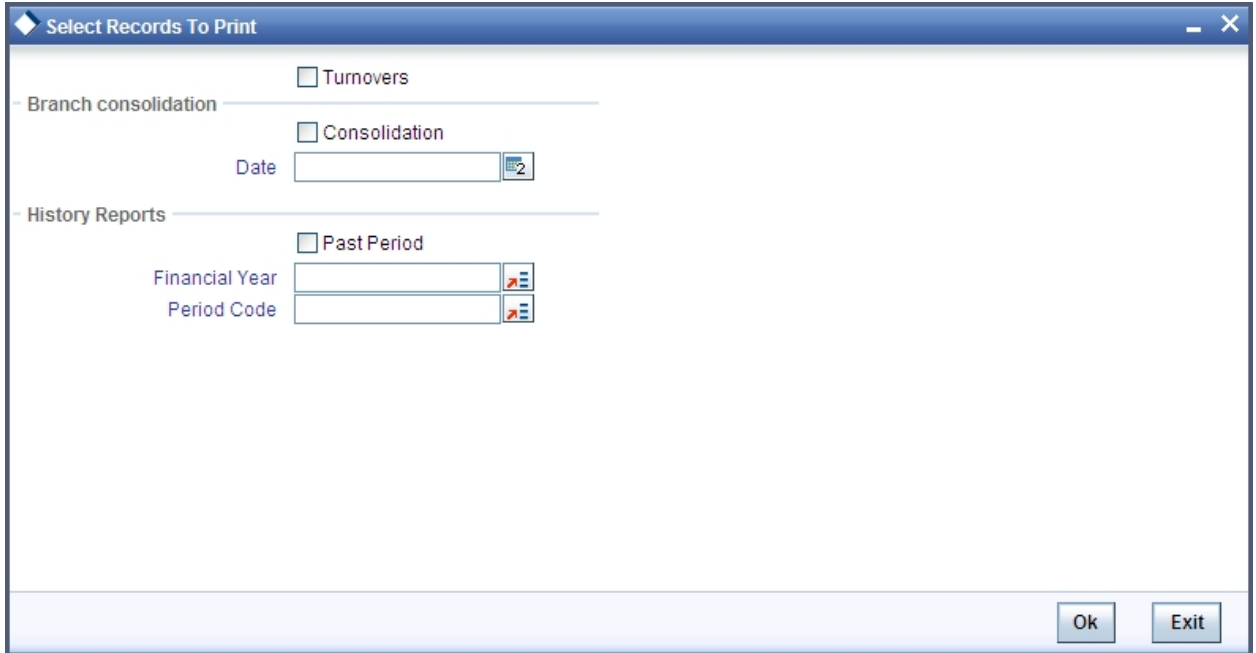 Select Records To Print
Turnovers
Branch consolidation
Consolidation
Date
2
History Reports
Past Period
Financial Year
Period Code
Ok
Exit